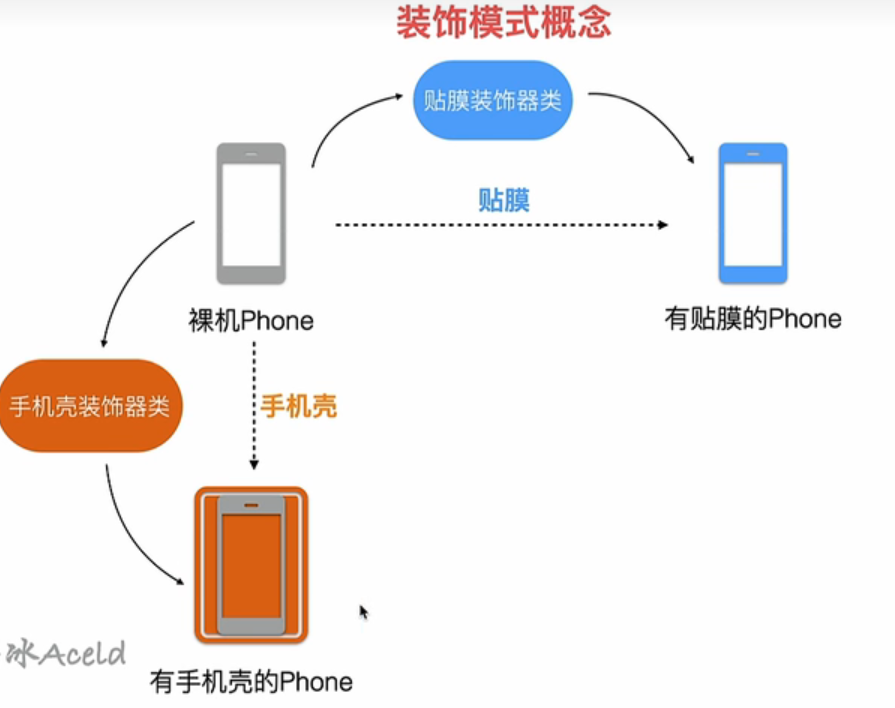 装饰模式概念
贴膜装饰器类
贴膜
裸机Phone
有贴膜的Phone
手机壳装饰器类
手机壳
冰Aceld
有手机壳的Phone